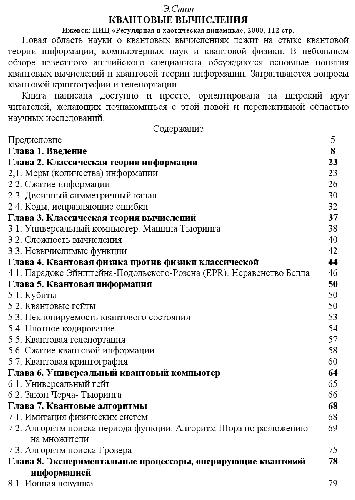 Э.Стин
КВАНТОВЫЕ ВЫЧИСЛЕНИЯ
Ижевск: НИЦ «Регулярная и хаотическая динамика», 2000, 112 стр.
Новая область науки о квантовых вычислениях лежит на стыке квантовой
теории информации, компьютерных наук и квантовой физики. В небольшом
обзоре известного английского специалиста обсуждаются основные понятия
квантовых вычислений и квантовой теории информации. Затрагиваются вопросы
квантовой криптографии и телепортации.
Книга написана доступно и просто, ориентирована на широкий круг
читателей, желающих познакомиться с этой новой и перспективной областью
научных исследований.
Содержание
Предисловие 5
Глава 1. Введение 8
Глава 2. Классическая теория информации 23
2.1. Меры (количества) информации 23
2.2. Сжатие информации 26
2.3. Двоичный симметричный канал 30
2.4. Коды, исправляющие ошибки 32
Глава 3. Классическая теория вычислений 37
3.1. Универсальный компьютер. Машина Тьюринга 38
3.2. Сложность вычисления 40
3.3. Невычислимые функции 42
Глава 4. Квантовая физика против физики классической 44
4.1. Парадокс Эйнштейна-Подольского-Розена (EPR). Неравенство Белла 46
Глава 5. Квантовая информация 50
5.1. Кубиты 50
5.2. Квантовые гейты 50
5.3. Неклонируемость квантового состояния 53
5.4. Плотное кодирование 54
5.5. Квантовая телепортация 57
5.6. Сжатие квантовой информации 58
5.7. Квантовая криптография 60
Глава 6. Универсальный квантовый компьютер 64
6.1. Универсальный гейт 65
6.2. Закон Черча- Тьюринга 66
Глава 7. Квантовые алгоритмы 68
7.1. Имитация физических систем 68
7.2. Алгоритм поиска периода функции. Алгоритм Шора по разложению 69
на множители
7.3. Алгоритм поиска Гровера 75
Глава 8. Экспериментальные процессоры, оперирующие квантовой 78
информацией
8.1. Ионная ловушка 79